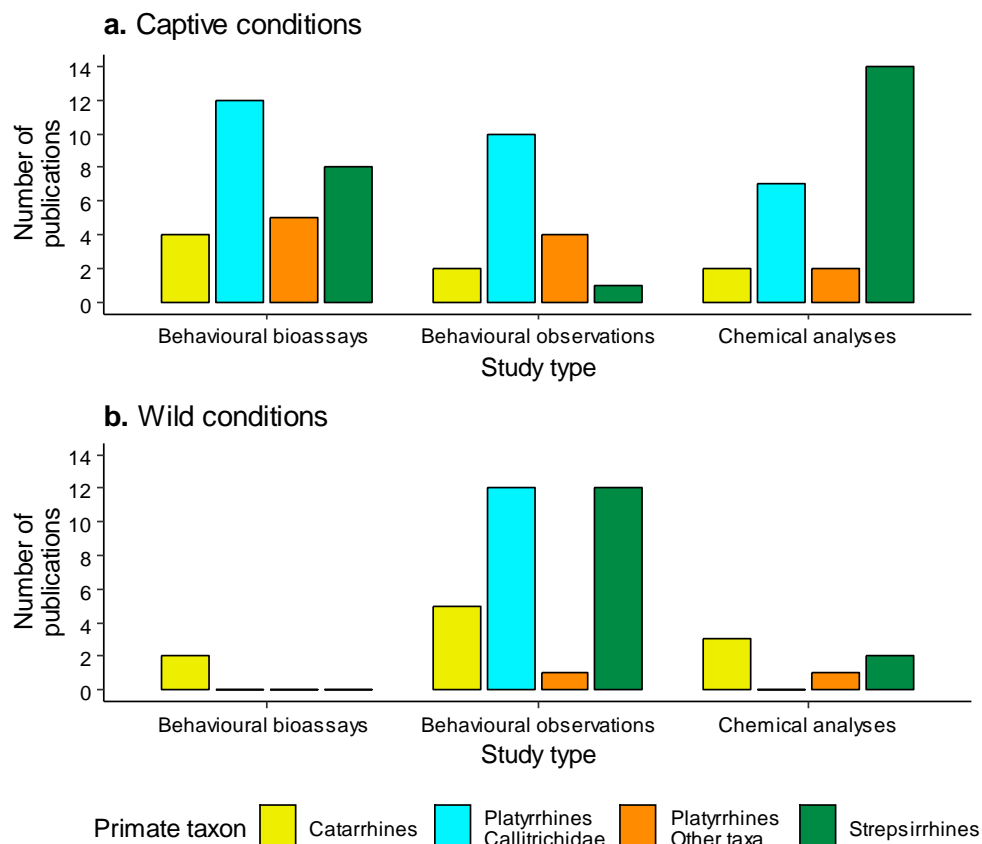 a. Captive conditions
Number of
publications
14
12
10
8
6
4
2
0
Behavioural bioassays Behavioural observations Chemical analyses
Study type
b. Wild conditions
Number of
publications
14
12
10
8
6
4
2
0
Behavioural bioassays Behavioural observations Chemical analyses
Study type
Primate taxon Catarrhines Platyrrhines Callitrichidae Platyrrhines Other taxa Strepsirrhines